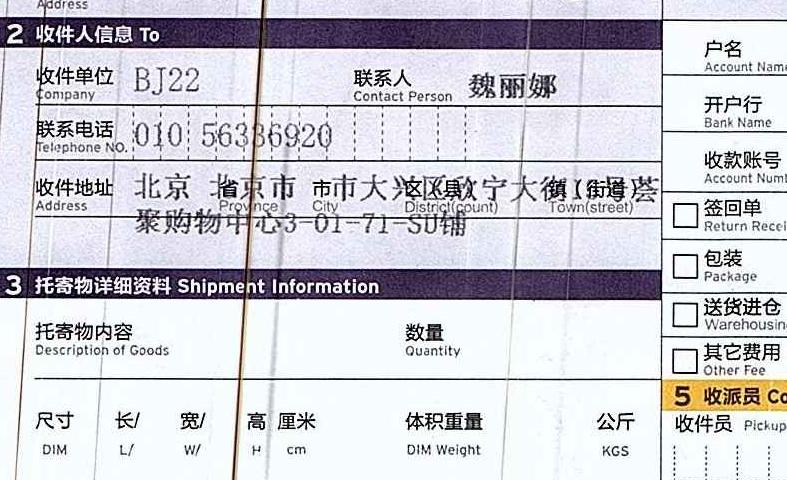 Address
2 收件人信息 To
收件单位 BJ22 联系人 魏丽娜
Company Contact Person
联系电话 010 56336920
Telephone NO.
收件地址 北京 北京市 市大兴区欣宁大街15号荟
省 市 区(县) 镇(街道)
Address Province City District(count) Town(street)
聚购物中心3-01-71-SU铺
3 托寄物详细资料 Shipment Information
托寄物内容 数量
Description of Goods Quantity
尺寸 长/ 宽/ 高 厘米 体积重量 公斤
DIM L/ W/ H cm DIM Weight KGS
户名
Account Name
开户行
Bank Name
收款账号
Account Num
签回单
Return Recei
包装
Package
送货进仓
Warehousin
其它费用
Other Fee
5 收派员 Co
收件员 Pickup